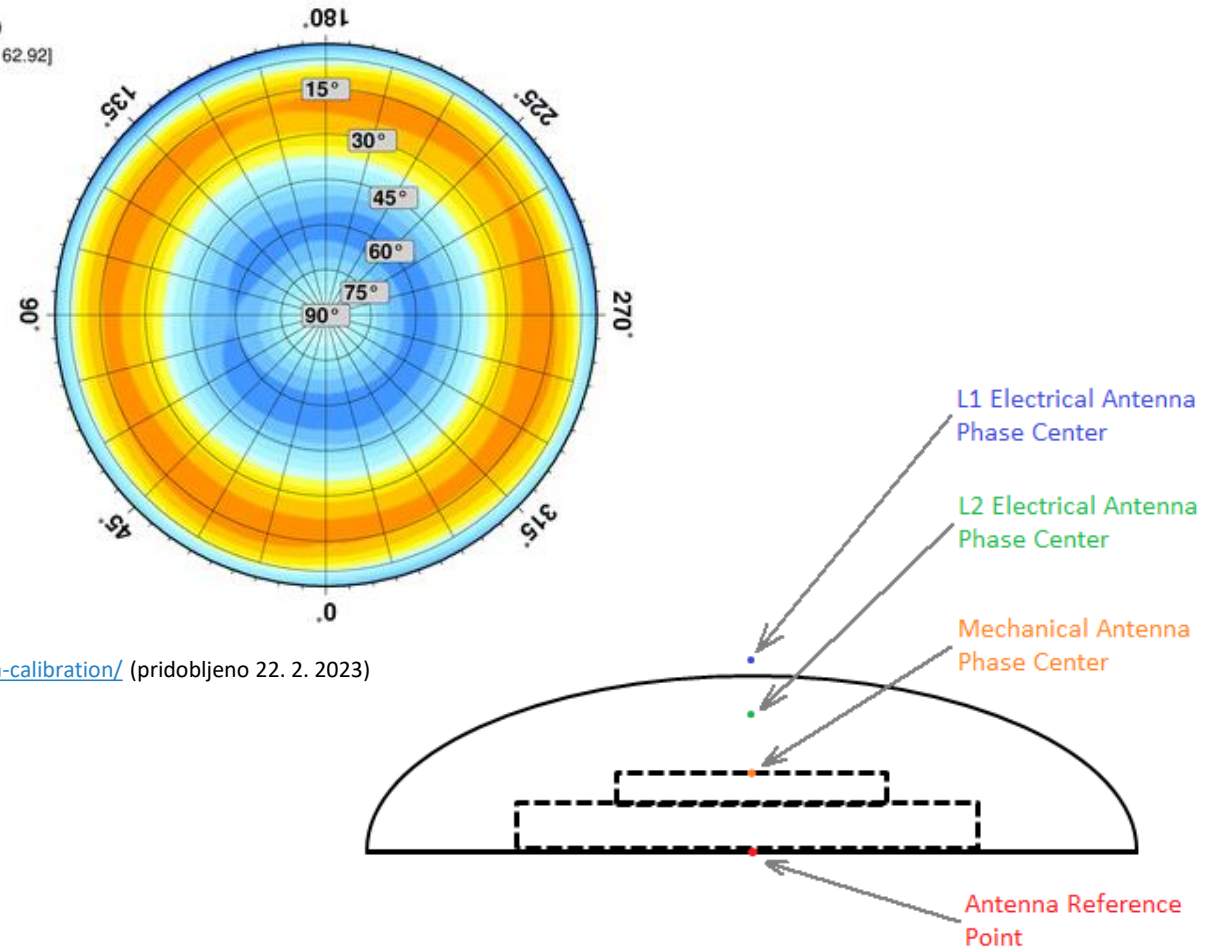 )
62.92]
180°
135°
225°
15°
30°
45°
60°
75°
90°
90°
270°
45°
315°
0°
L1 Electrical Antenna
Phase Center
L2 Electrical Antenna
Phase Center
Mechanical Antenna
Phase Center
-calibration/ (pridobljeno 22. 2. 2023)
Antenna Reference
Point